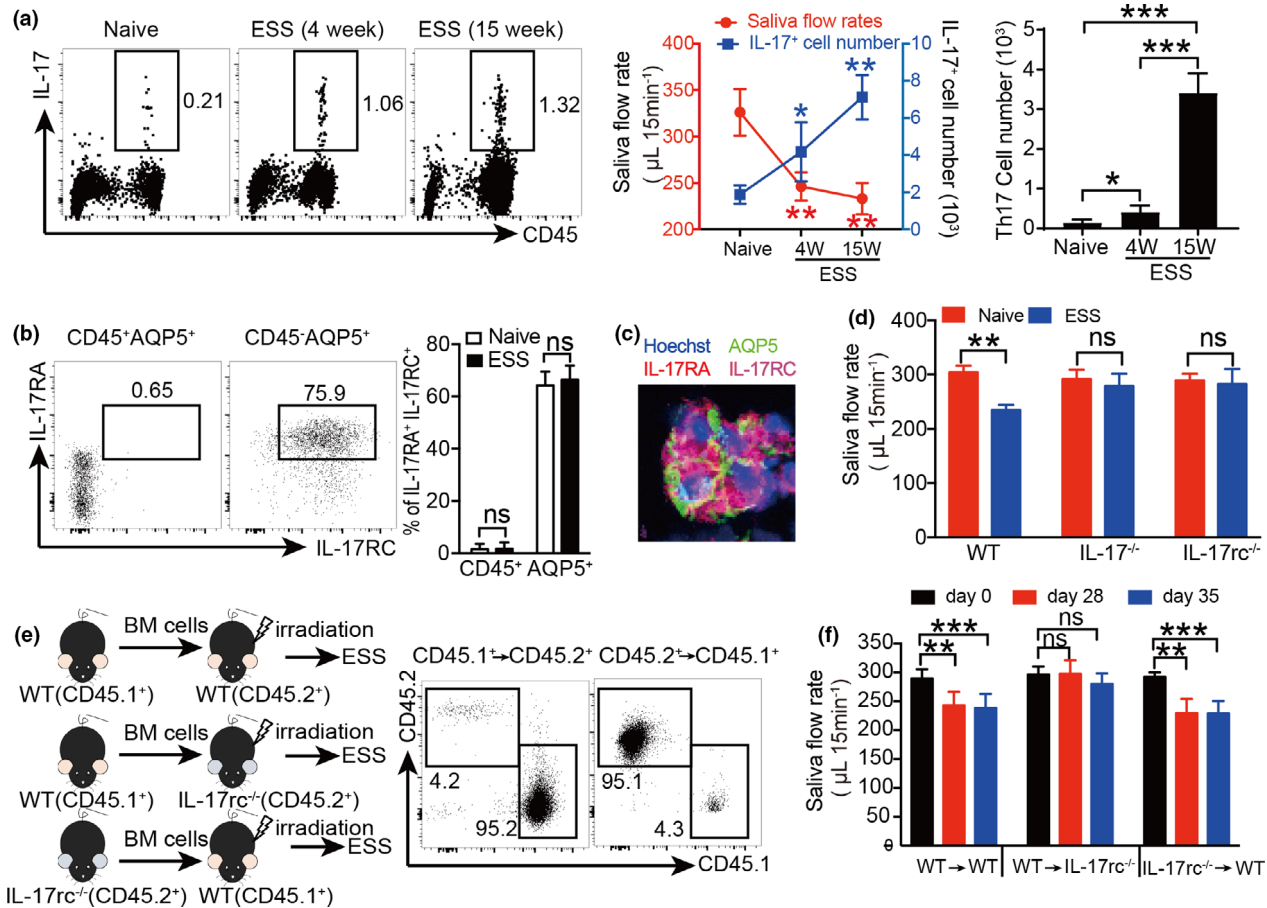 (a)
Naive
ESS (4 week)
ESS (15 week)
IL-17
0.21
1.06
1.32
CD45
Saliva flow rates
IL-17⁺ cell number
Saliva flow rate
( µL 15min⁻¹)
400
350
300
250
200
*
**
**
**
10
8
6
4
2
0
IL-17⁺ cell number (10³)
Naive
4W
15W
ESS
Th17 Cell number (10³)
5
4
3
2
1
0
***
***
*
Naive
4W
15W
ESS
(b)
CD45⁺AQP5⁺
CD45⁻AQP5⁺
IL-17RA
0.65
75.9
IL-17RC
% of IL-17RA⁺ IL-17RC⁺
80
60
40
20
0
Naive
ESS
ns
ns
CD45⁺
AQP5⁺
(c)
Hoechst
AQP5
IL-17RA
IL-17RC
(d)
Naive
ESS
Saliva flow rate
( µL 15min⁻¹)
400
300
200
100
0
**
ns
ns
WT
IL-17⁻/⁻
IL-17rc⁻/⁻
(e)
BM cells
irradiation
ESS
WT(CD45.1⁺)
WT(CD45.2⁺)
BM cells
irradiation
ESS
WT(CD45.1⁺)
IL-17rc⁻/⁻(CD45.2⁺)
BM cells
irradiation
ESS
IL-17rc⁻/⁻(CD45.2⁺)
WT(CD45.1⁺)
CD45.1⁺→CD45.2⁺
CD45.2⁺→CD45.1⁺
CD45.2
4.2
95.2
95.1
4.3
CD45.1
(f)
day 0
day 28
day 35
Saliva flow rate
( µL 15min⁻¹)
350
300
250
200
150
100
50
0
***
**
ns
ns
***
**
WT→WT
WT→IL-17rc⁻/⁻
IL-17rc⁻/⁻→WT